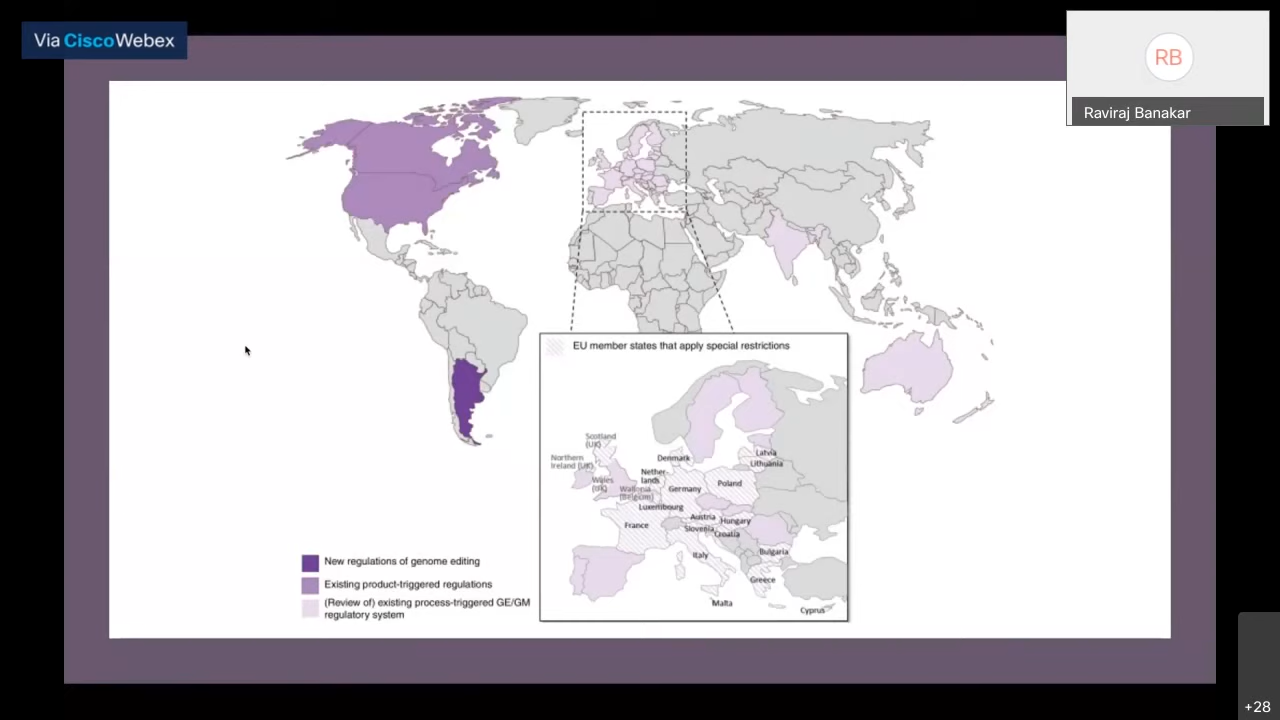 Via CiscoWebex
RB
Raviraj Banakar
EU member states that apply special restrictions
Scotland
(UK)
Northern
Ireland (UK)
Wales
(UK)
Denmark
Nether-
lands
Wallonia
(Belgium)
Luxembourg
Germany
Poland
Latvia
Lithuania
France
Austria
Hungary
Slovenia
Croatia
Italy
Bulgaria
Greece
Malta
Cyprus
New regulations of genome editing
Existing product-triggered regulations
(Review of) existing process-triggered GE/GM
regulatory system
+28